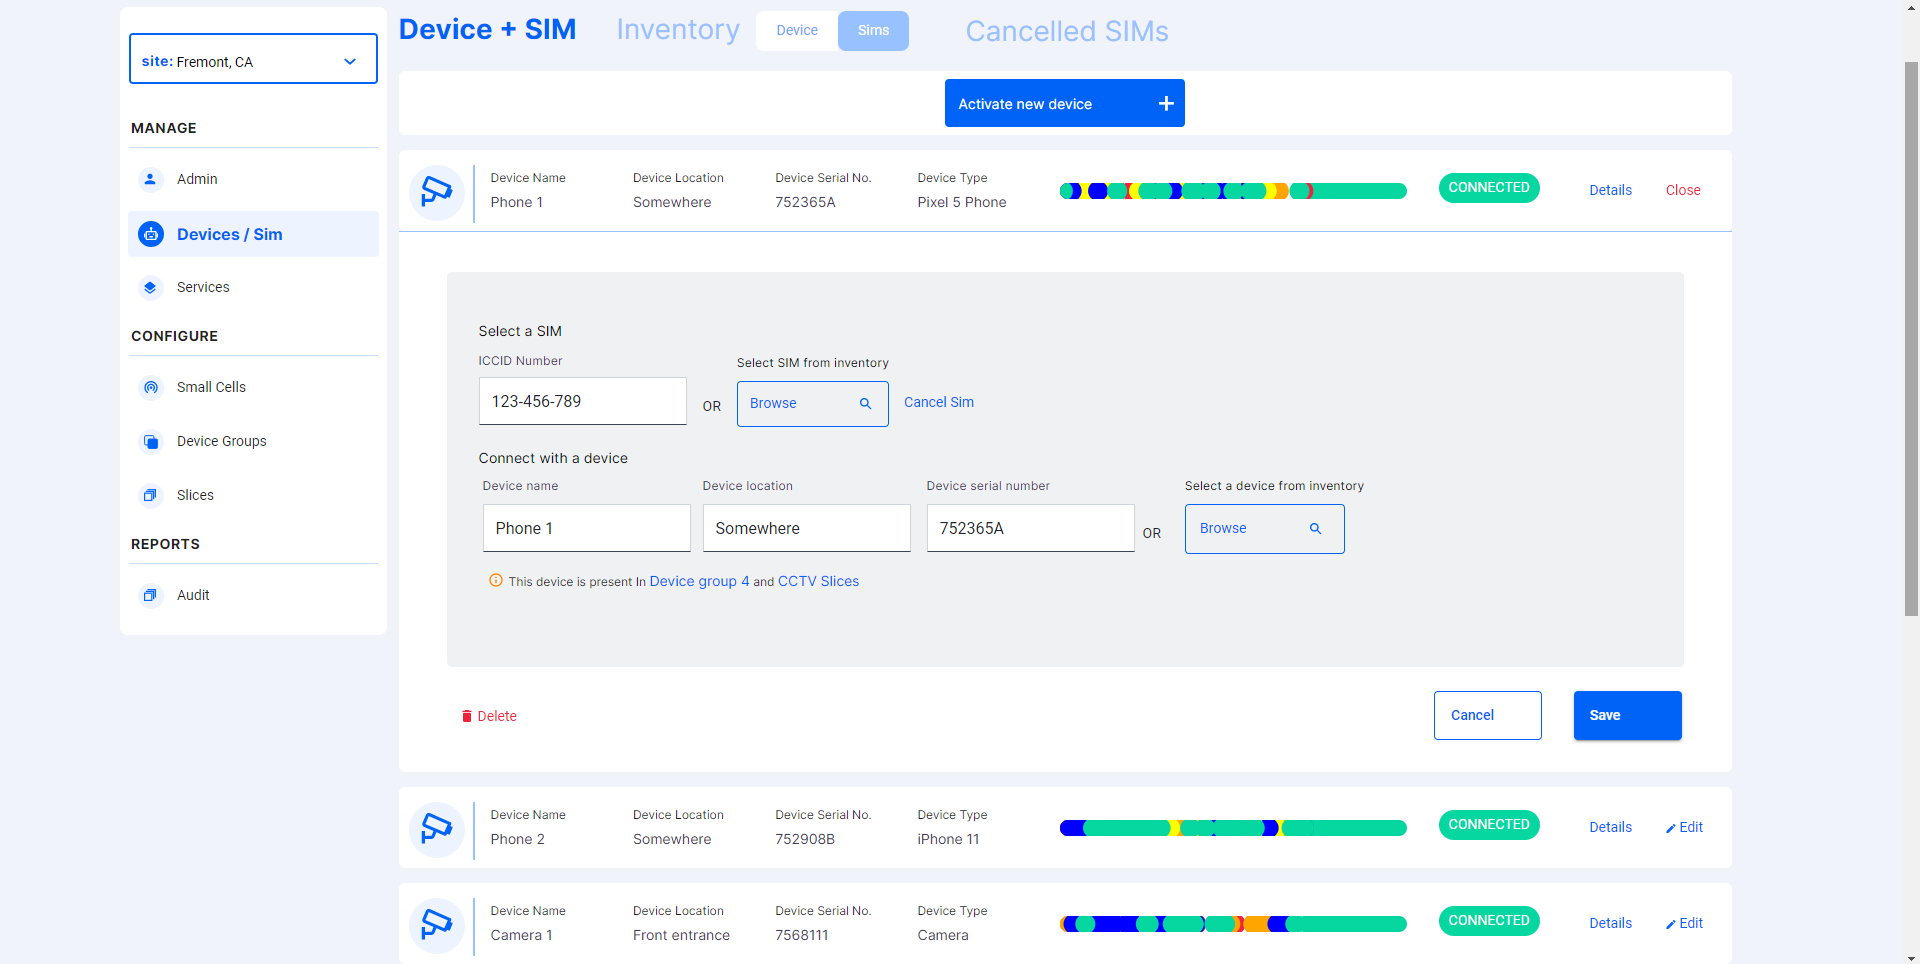 Device + SIM Inventory Device Sims Cancelled SIMs
site: Fremont, CA
MANAGE
Admin
Devices / Sim
Services
CONFIGURE
Small Cells
Device Groups
Slices
REPORTS
Audit
Activate new device
Device Name Device Location Device Serial No. Device Type
Phone 1 Somewhere 752365A Pixel 5 Phone
CONNECTED Details Close
Select a SIM
ICCID Number Select SIM from inventory
123-456-789 OR Browse Cancel Sim
Connect with a device
Device name Device location Device serial number Select a device from inventory
Phone 1 Somewhere 752365A OR Browse
This device is present In Device group 4 and CCTV Slices
Delete Cancel Save
Device Name Device Location Device Serial No. Device Type
Phone 2 Somewhere 752908B iPhone 11
CONNECTED Details Edit
Device Name Device Location Device Serial No. Device Type
Camera 1 Front entrance 7568111 Camera
CONNECTED Details Edit